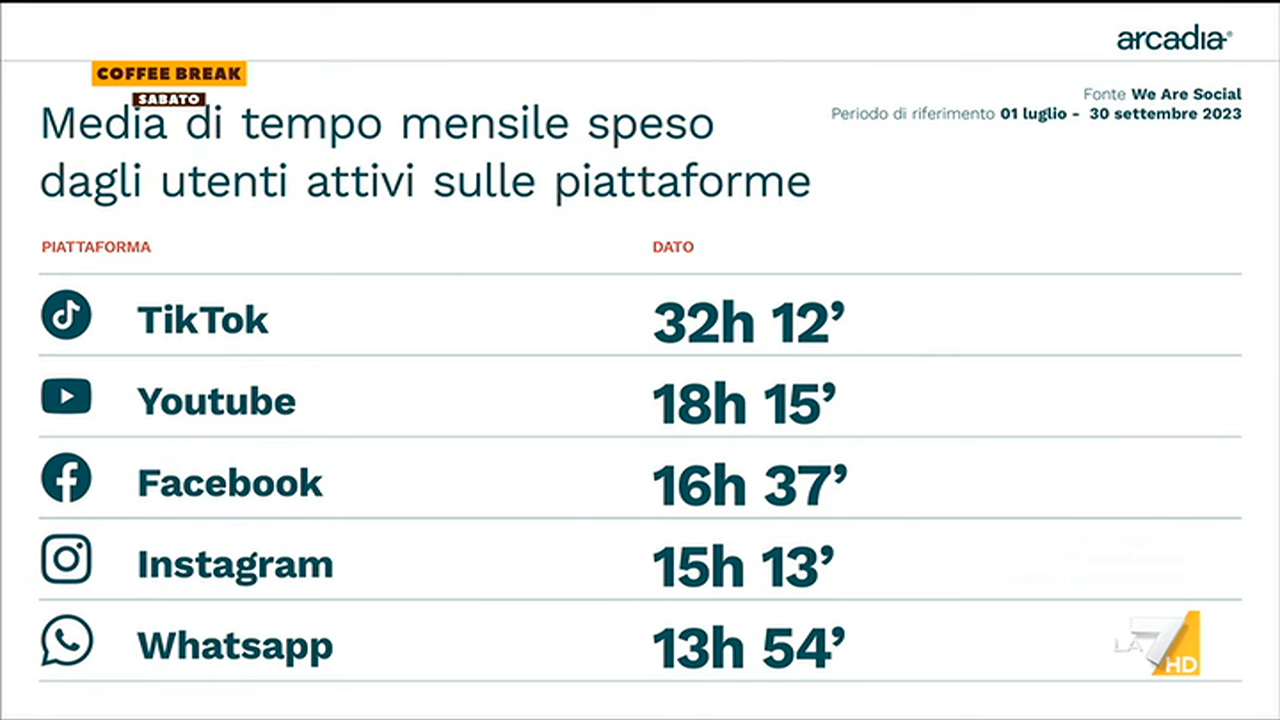 arcadia
COFFEE BREAK
SABATO
Fonte We Are Social
Periodo di riferimento 01 luglio - 30 settembre 2023
Media di tempo mensile speso
dagli utenti attivi sulle piattaforme
PIATTAFORMA DATO
TikTok 32h 12’
Youtube 18h 15’
Facebook 16h 37’
Instagram 15h 13’
Whatsapp 13h 54’
LA7 HD